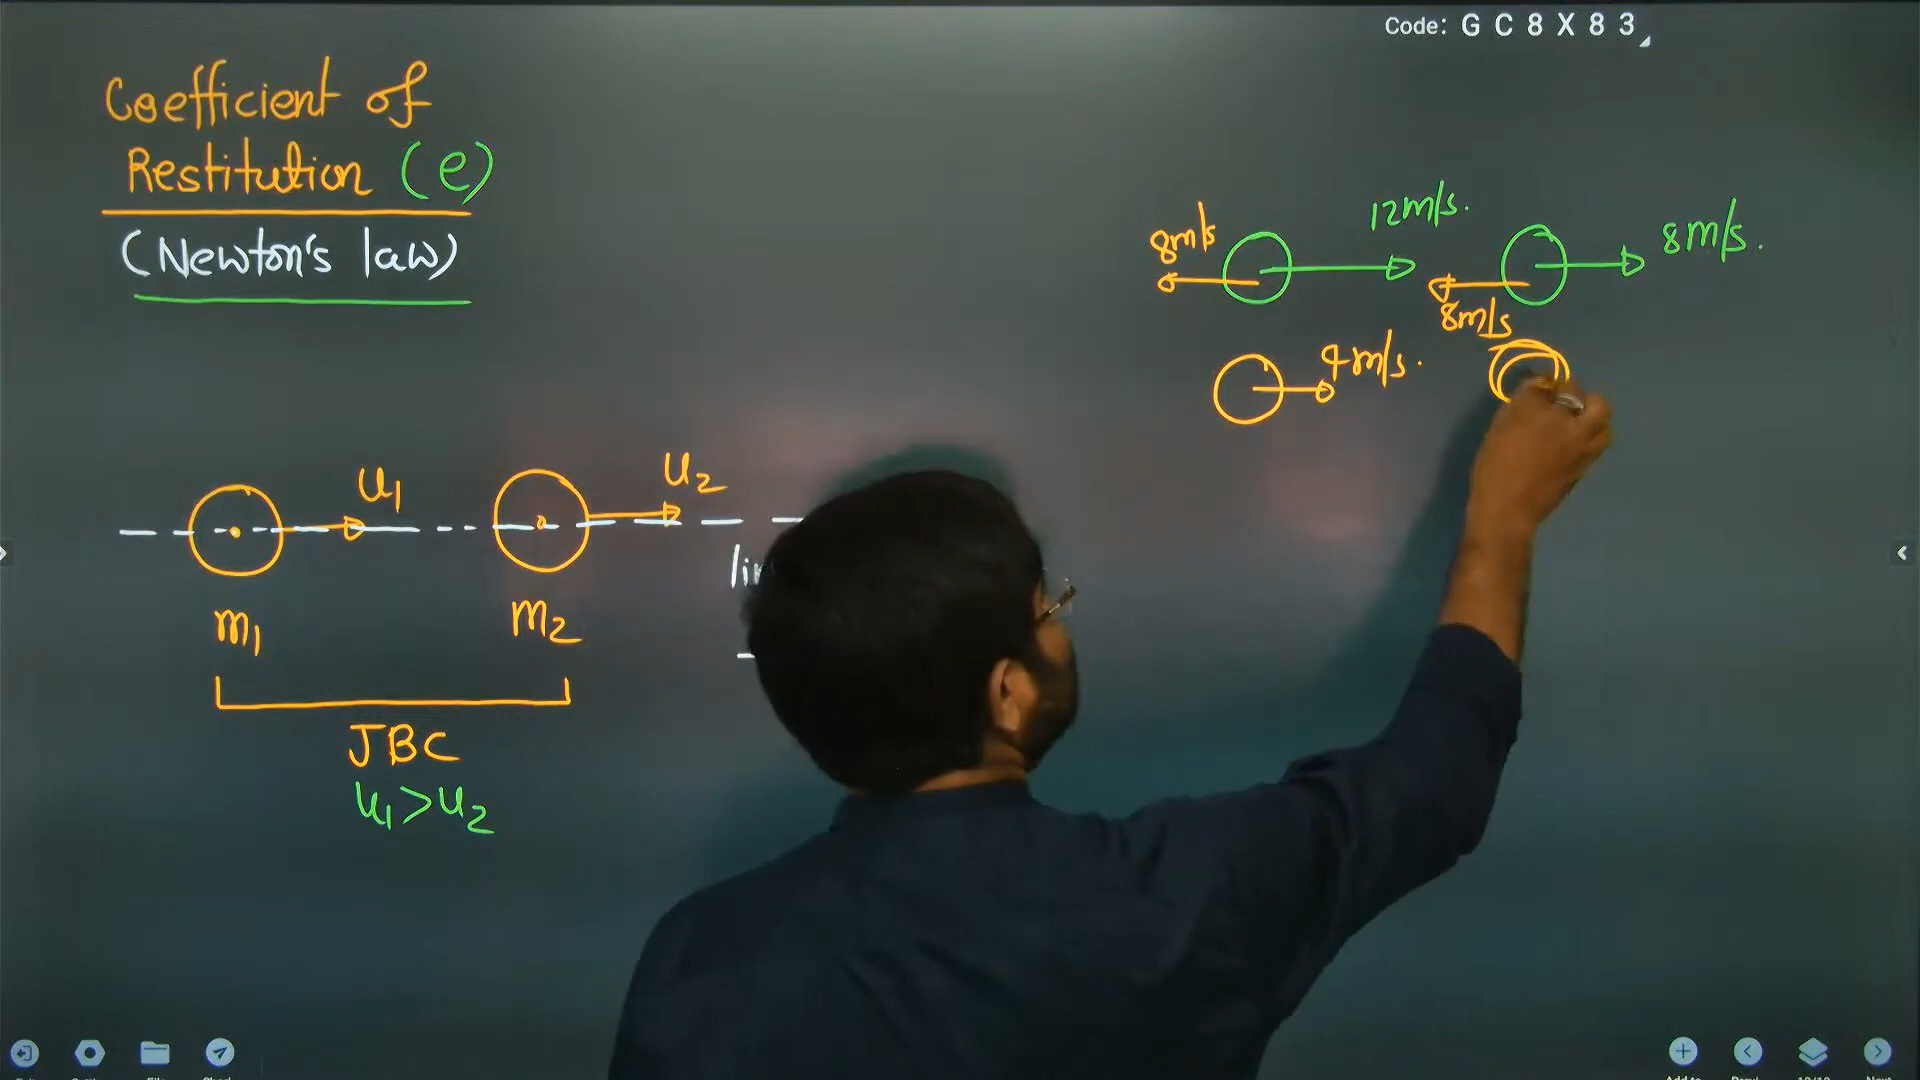 Code: G C 8 X 8 3
Coefficient of
Restitution (e)
(Newton's law)
8m/s
12m/s.
8m/s.
8m/s
4m/s.
u1
u2
m1
m2
JBC
u1>u2